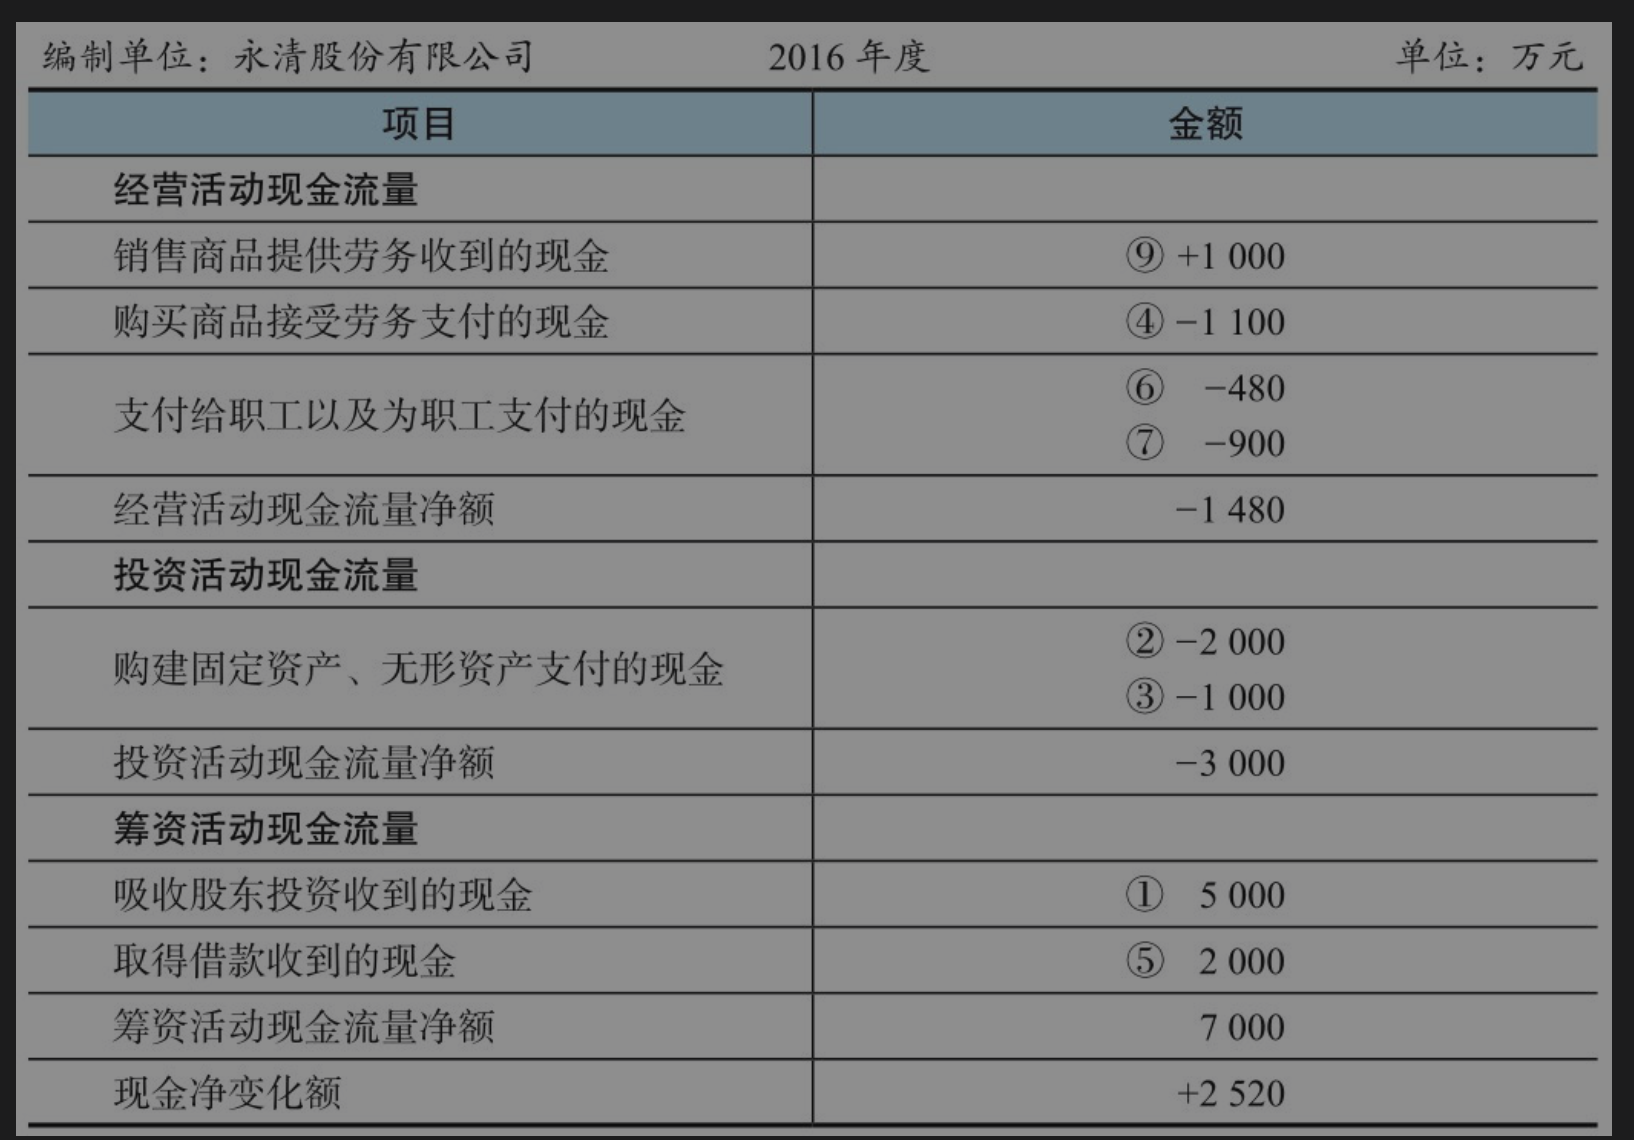 编制单位：永清股份有限公司 2016 年度 单位：万元
项目 金额
经营活动现金流量
销售商品提供劳务收到的现金 ⑨ +1 000
购买商品接受劳务支付的现金 ④ −1 100
支付给职工以及为职工支付的现金 ⑥ −480
⑦ −900
经营活动现金流量净额 −1 480
投资活动现金流量
购建固定资产、无形资产支付的现金 ② −2 000
③ −1 000
投资活动现金流量净额 −3 000
筹资活动现金流量
吸收股东投资收到的现金 ① 5 000
取得借款收到的现金 ⑤ 2 000
筹资活动现金流量净额 7 000
现金净变化额 +2 520